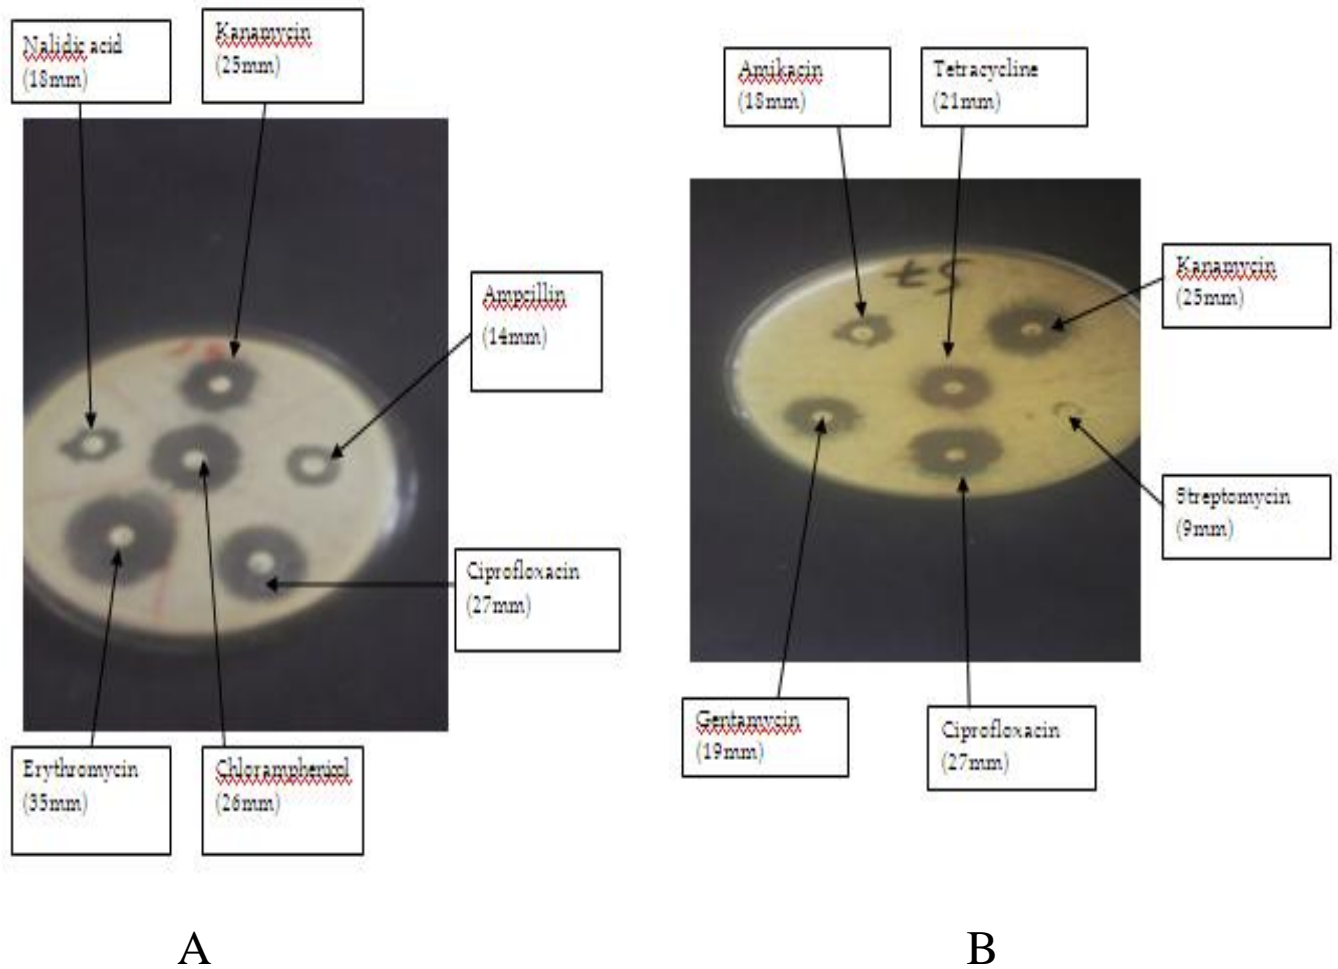 Nalidic acid
(18mm)
Kanamycin
(25mm)
Ampcillin
(14mm)
Ciprofloxacin
(27mm)
Erythromycin
(35mm)
Chloramphenicol
(26mm)
A
Amikacin
(18mm)
Tetracycline
(21mm)
Kanamycin
(25mm)
Streptomycin
(9mm)
Gentamycin
(19mm)
Ciprofloxacin
(27mm)
B